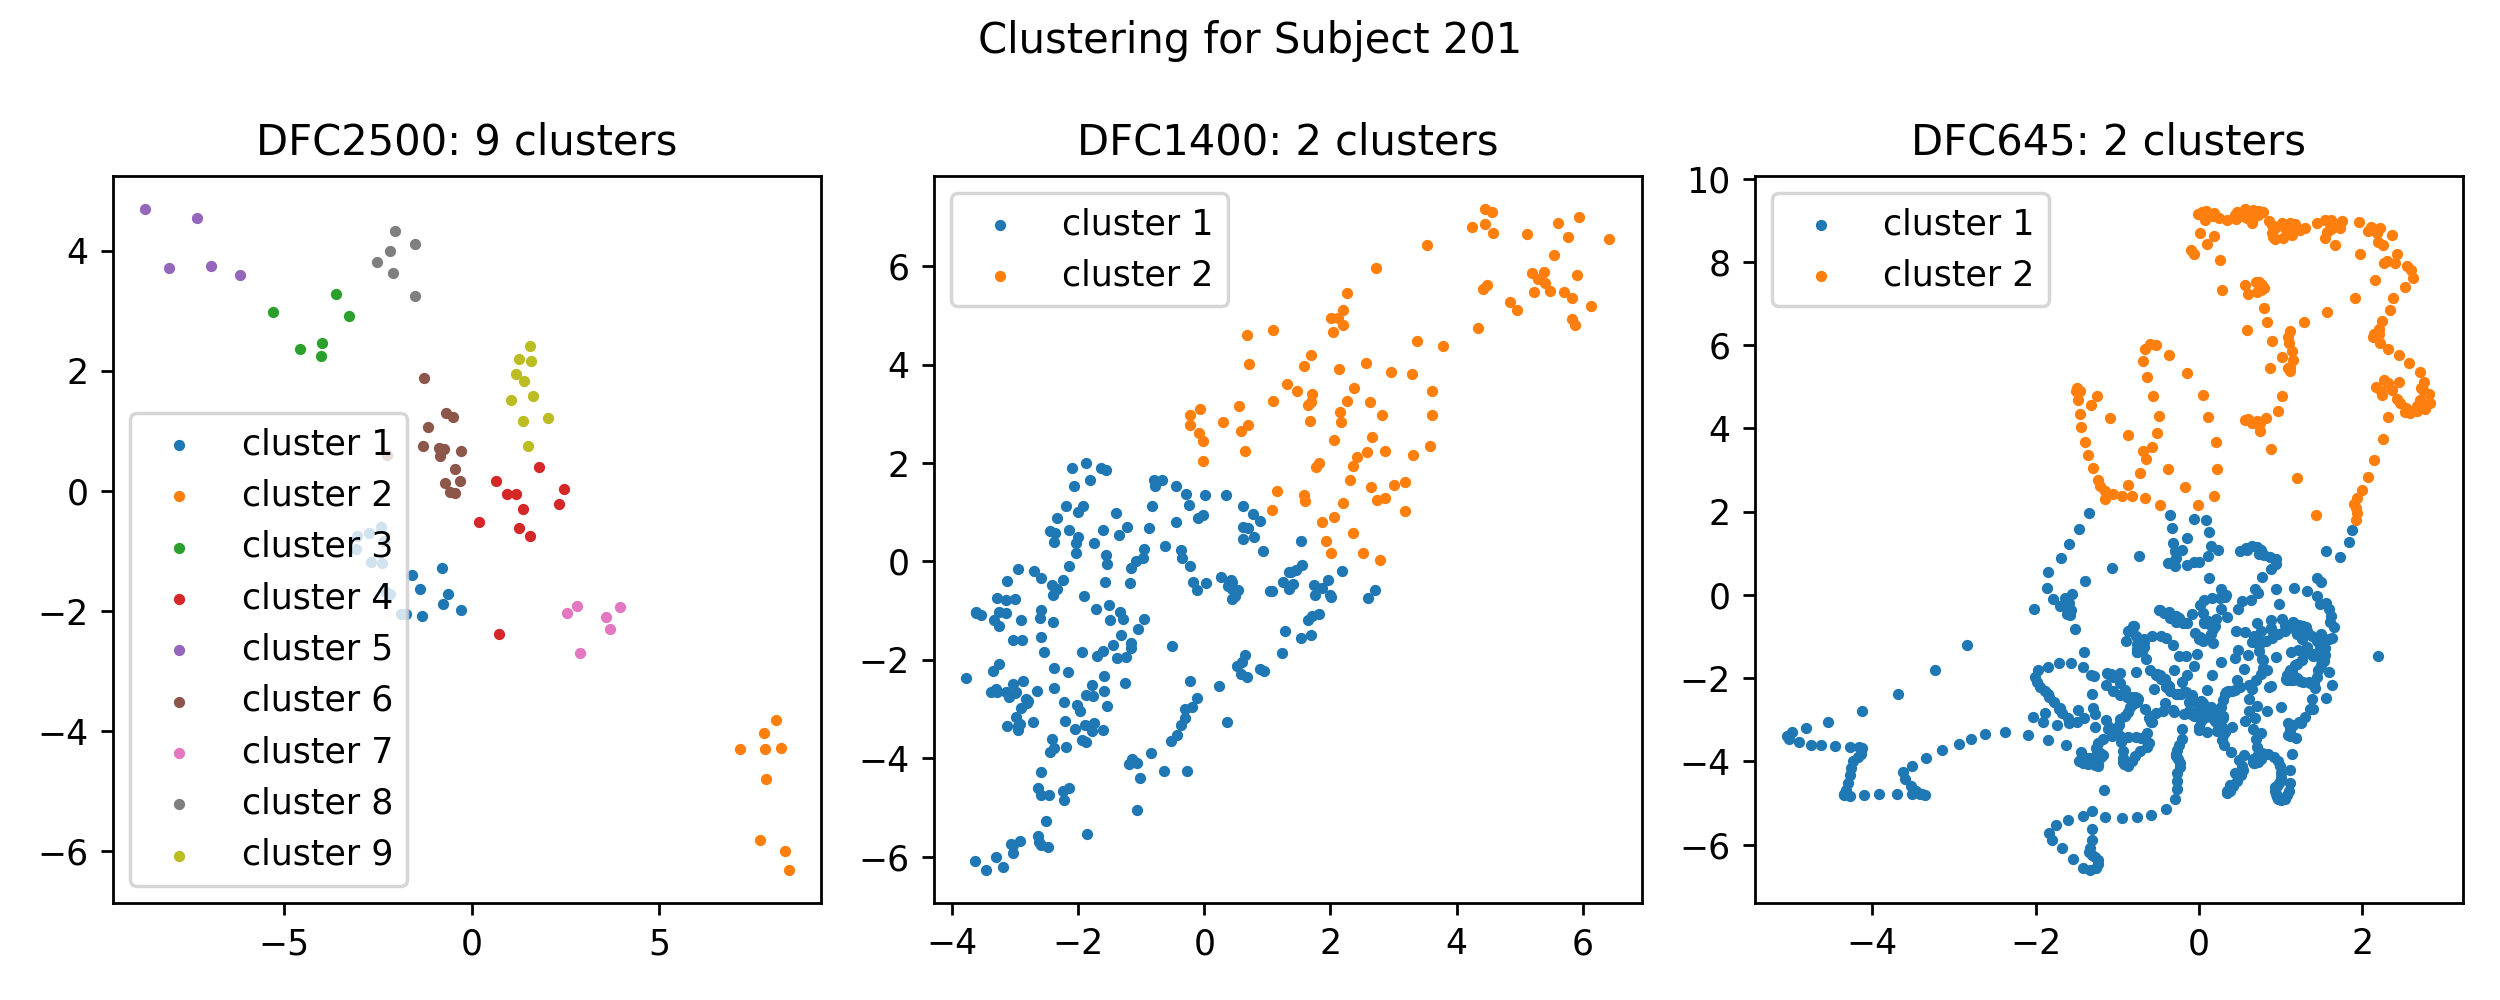 Clustering for Subject 201
DFC2500: 9 clusters
4
2
0
−2
−4
−6
−5
0
5
cluster 1
cluster 2
cluster 3
cluster 4
cluster 5
cluster 6
cluster 7
cluster 8
cluster 9
DFC1400: 2 clusters
6
4
2
0
−2
−4
−6
−4
−2
0
2
4
6
cluster 1
cluster 2
DFC645: 2 clusters
10
8
6
4
2
0
−2
−4
−6
−4
−2
0
2
cluster 1
cluster 2